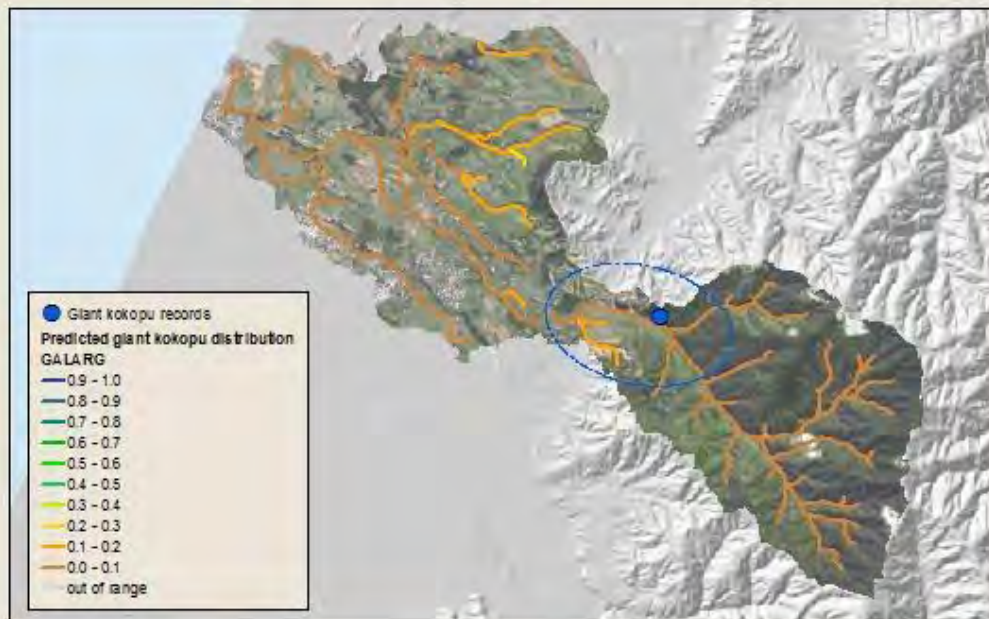 Giant kokopu records
Predicted giant kokopu distribution
GALARG
0.9 - 1.0
0.8 - 0.9
0.7 - 0.8
0.6 - 0.7
0.5 - 0.6
0.4 - 0.5
0.3 - 0.4
0.2 - 0.3
0.1 - 0.2
0.0 - 0.1
out of range